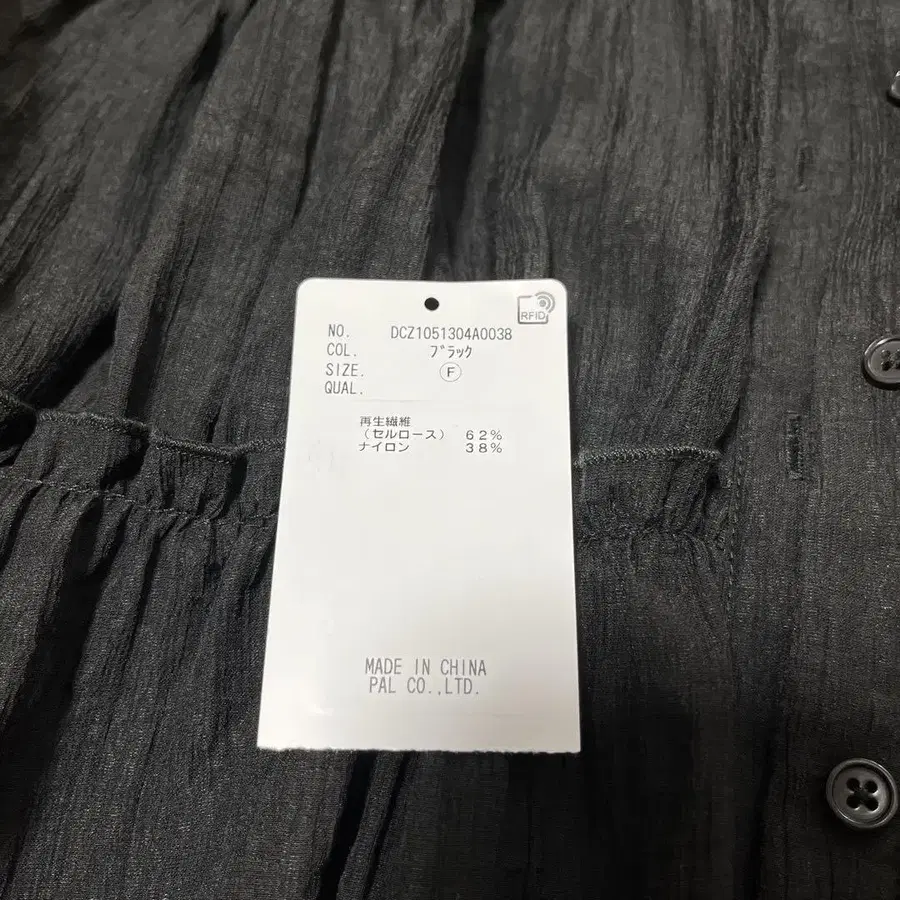 RFID
NO. DCZ1051304A0038
COL. ブラック
SIZE. F
QUAL.
再生繊維
(セルロース) 62%
ナイロン 38%
MADE IN CHINA
PAL CO.,LTD.